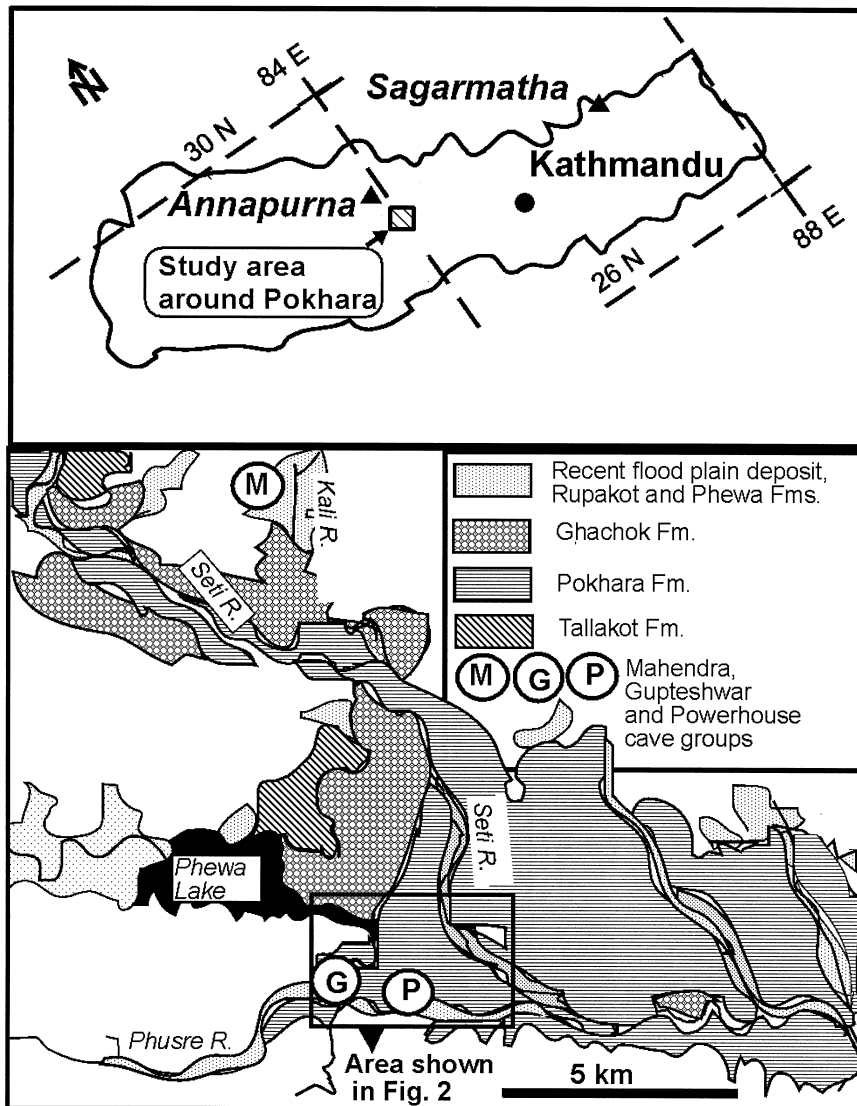 N
84 E
30 N
Sagarmatha
Kathmandu
Annapurna
88 E
26 N
Study area
around Pokhara
M
Kali R.
Seti R.
Recent flood plain deposit,
Rupakot and Phewa Fms.
Ghachok Fm.
Pokhara Fm.
Tallakot Fm.
M G P
Mahendra,
Gupteshwar
and Powerhouse
cave groups
Seti R.
Phewa
Lake
G
P
Phusre R.
Area shown
in Fig. 2
5 km